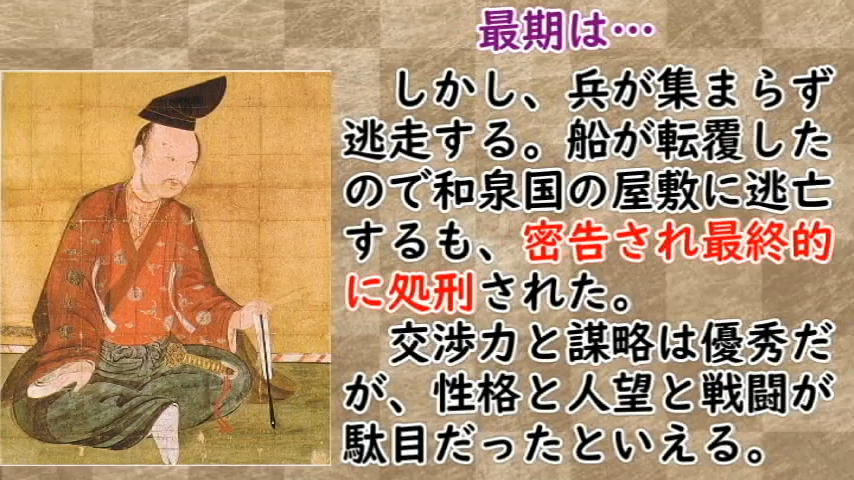 最期は…
しかし、兵が集まらず
逃走する。船が転覆した
ので和泉国の屋敷に逃亡
するも、密告され最終的
に処刑された。
交渉力と謀略は優秀だ
が、性格と人望と戦闘が
駄目だったといえる。